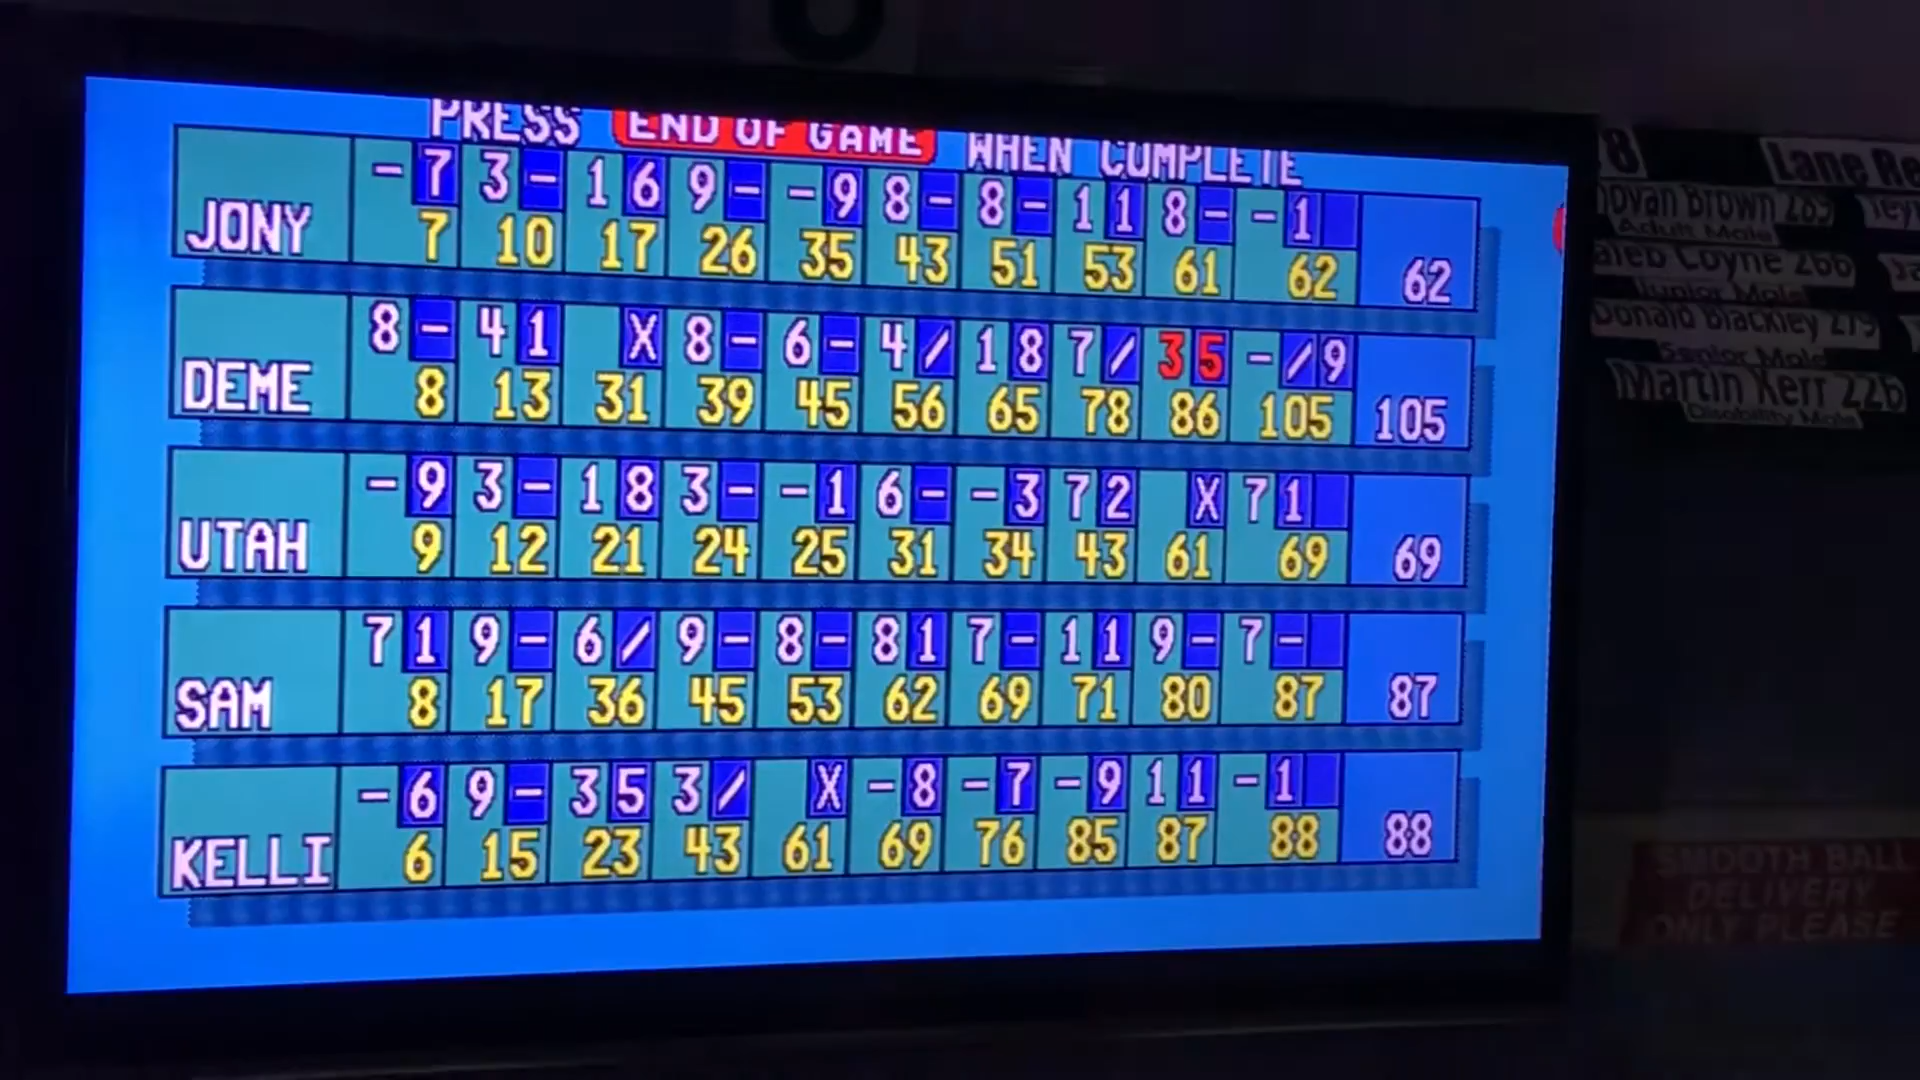 PRESS END OF GAME WHEN COMPLETE
- 7 3 - 1 6 9 - - 9 8 - 8 - 1 1 8 - - 1
JONY 7 10 17 26 35 43 51 53 61 62 62
8 - 4 1 X 8 - 6 - 4 / 1 8 7 / 3 5 - / 9
DEME 8 13 31 39 45 56 65 78 86 105 105
- 9 3 - 1 8 3 - - 1 6 - - 3 7 2 X 7 1
UTAH 9 12 21 24 25 31 34 43 61 69 69
7 1 9 - 6 / 9 - 8 - 8 1 7 - 1 1 9 - 7 -
SAM 8 17 36 45 53 62 69 71 80 87 87
- 6 9 - 3 5 3 / X - 8 - 7 - 9 1 1 - 1
KELLI 6 15 23 43 61 69 76 85 87 88 88
8 Lane
Brown 289
Adult Male
Coyne 266
Junior Male
Donald Blackley 279
Senior Male
Martin Kerr 226
Disability Male
SMOOTH BALL
DELIVERY
ONLY PLEASE